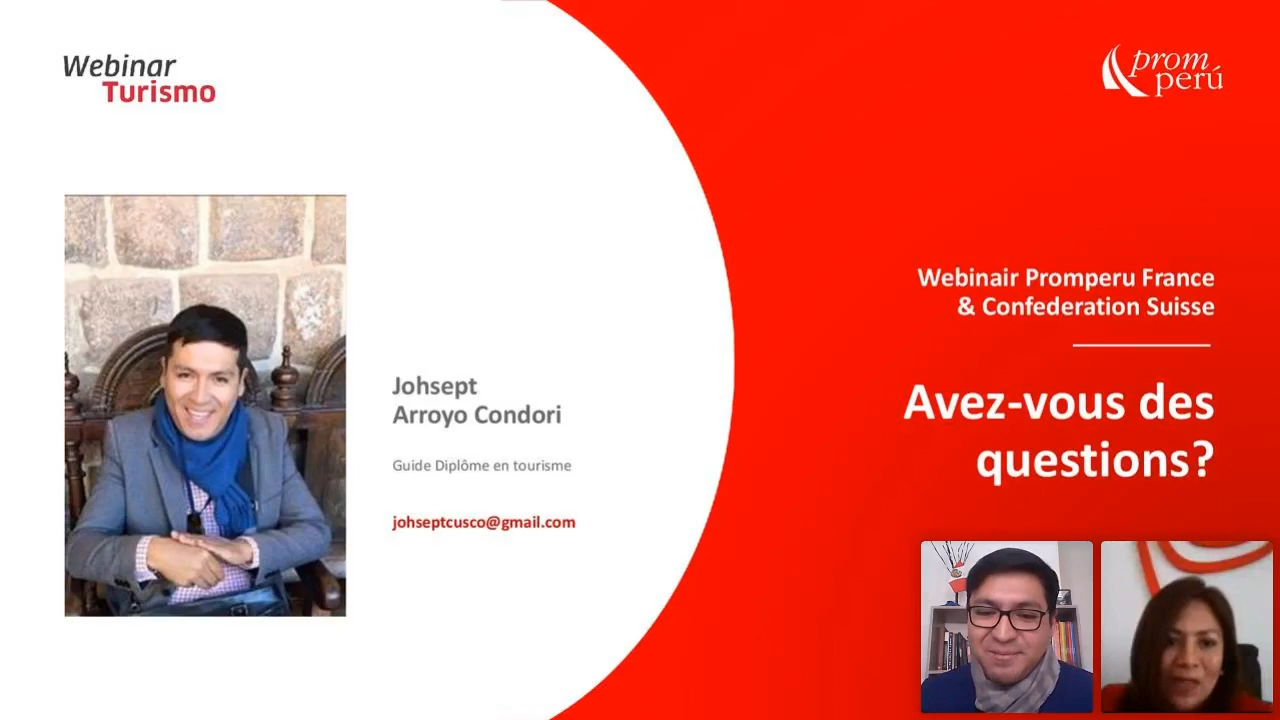 Webinar
Turismo
prom
perú
Webinair Promperu France
& Confederation Suisse
Avez-vous des
questions?
Johsept
Arroyo Condori
Guide Diplôme en tourisme
johseptcusco@gmail.com